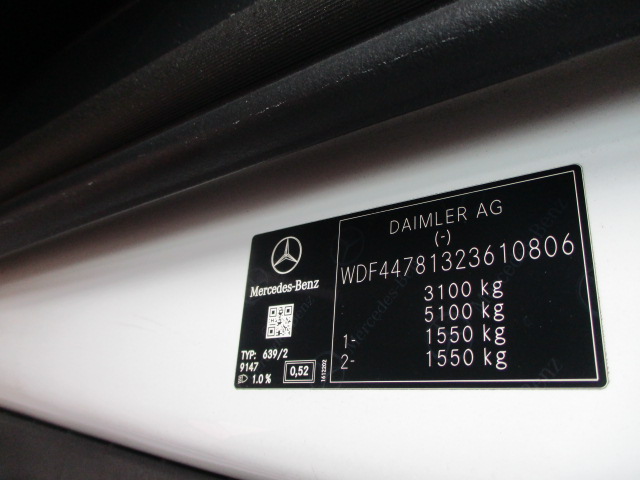 DAIMLER AG
(-)
WDF44781323610806
3100 kg
5100 kg
1- 1550 kg
2- 1550 kg
Mercedes-Benz
TYP: 639/2
9147
1.0 %
0,52
1612202